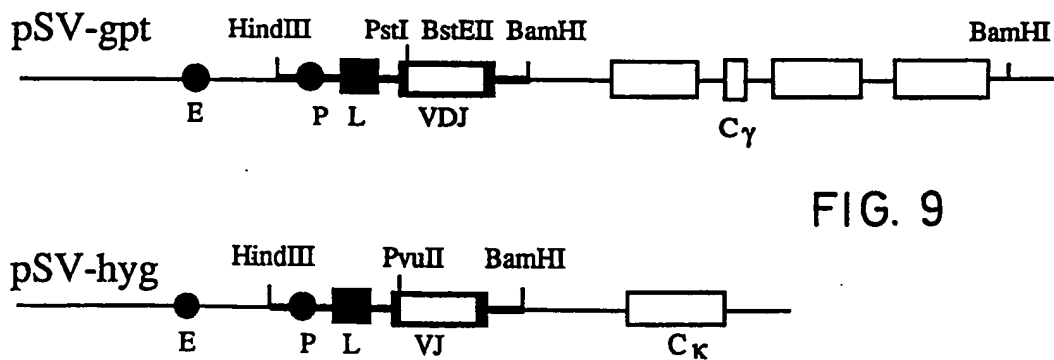 pSV-gpt
HindIII PstI BstEII BamHI BamHI
E P L VDJ Cγ
FIG. 9
pSV-hyg
HindIII PvuII BamHI
E P L VJ Cκ